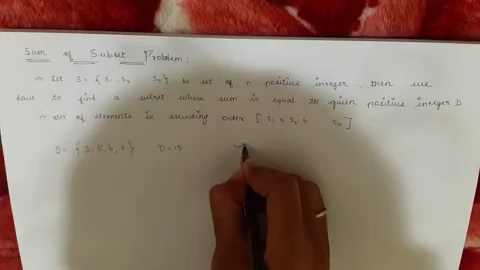 Sum of Subset Problem:
→ Let S = { S1, S2 Sn } be set of n positive integer, then we
have to find a subset whose sum is equal to given positive integer D
→ set of elements in asending order [ S1 ≤ S2 ≤ Sn ]
S = { 3, 5, 6, 7 } D = 15